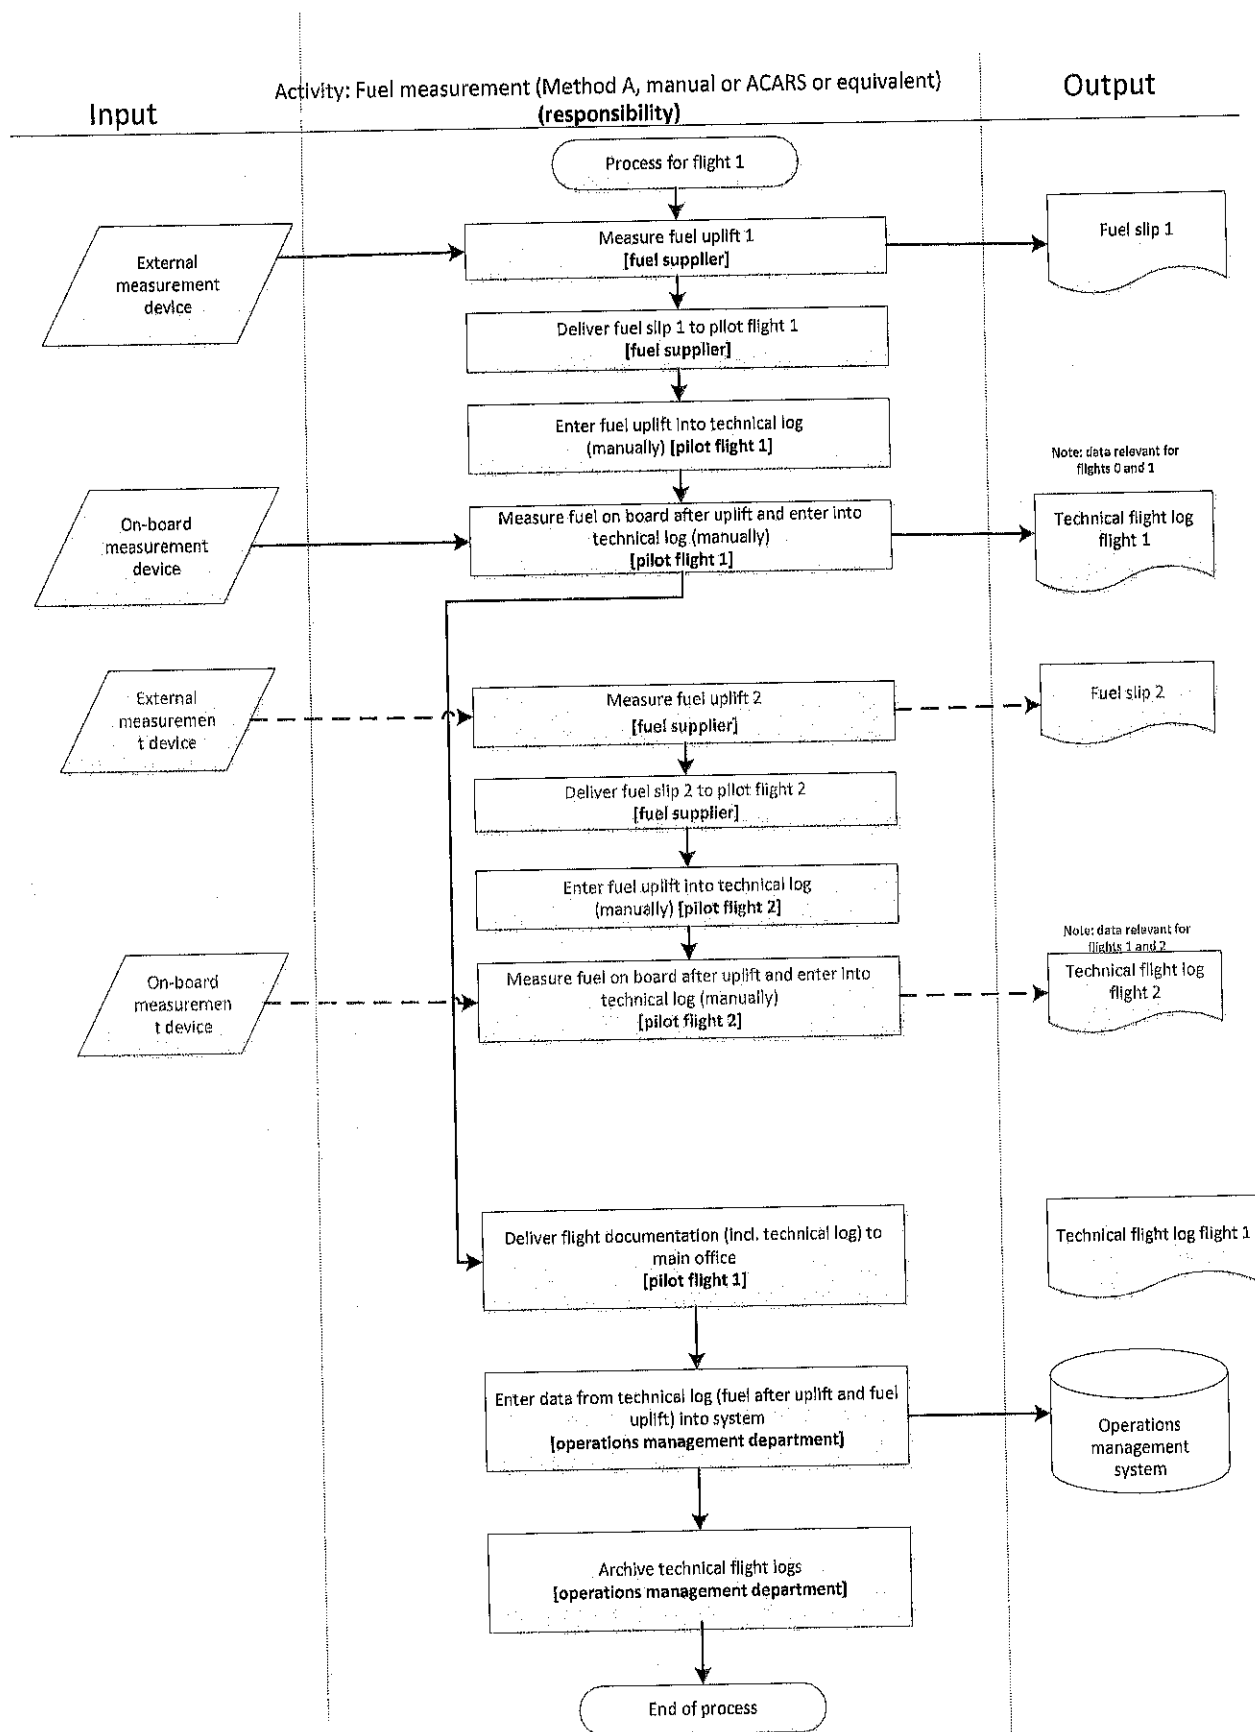 Input
Activity: Fuel measurement (Method A, manual or ACARS or equivalent)
(responsibility)
Output
Process for flight 1
External
measurement
device
Measure fuel uplift 1
[fuel supplier]
Fuel slip 1
Deliver fuel slip 1 to pilot flight 1
[fuel supplier]
Enter fuel uplift into technical log
(manually) [pilot flight 1]
Note: data relevant for
flights 0 and 1
On-board
measurement
device
Measure fuel on board after uplift and enter into
technical log (manually)
[pilot flight 1]
Technical flight log
flight 1
External
measuremen
t device
Measure fuel uplift 2
[fuel supplier]
Fuel slip 2
Deliver fuel slip 2 to pilot flight 2
[fuel supplier]
Enter fuel uplift into technical log
(manually) [pilot flight 2]
Note: data relevant for
flights 1 and 2
On-board
measuremen
t device
Measure fuel on board after uplift and enter into
technical log (manually)
[pilot flight 2]
Technical flight log
flight 2
Deliver flight documentation (incl. technical log) to
main office
[pilot flight 1]
Technical flight log flight 1
Enter data from technical log (fuel after uplift and fuel
uplift) into system
[operations management department]
Operations
management
system
Archive technical flight logs
[operations management department]
End of process